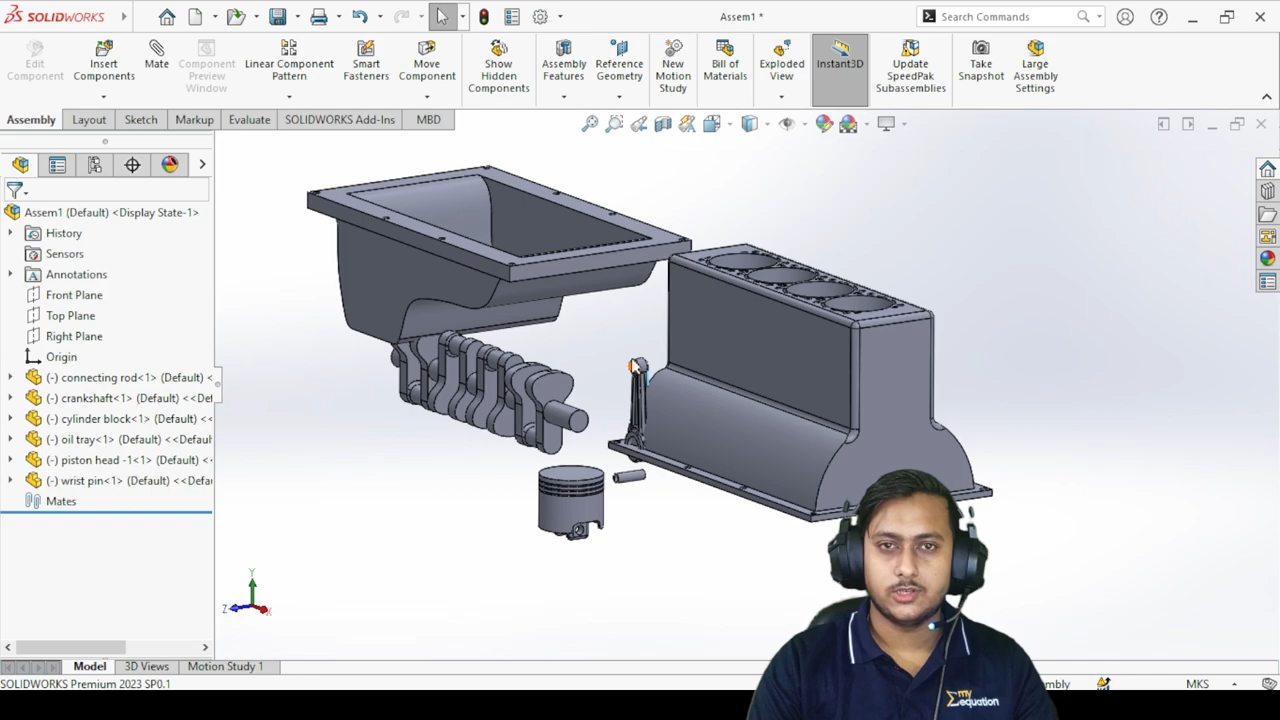 SOLIDWORKS
Assem1 *
Search Commands
Edit Component
Insert Components
Mate
Component Preview Window
Linear Component Pattern
Smart Fasteners
Move Component
Show Hidden Components
Assembly Features
Reference Geometry
New Motion Study
Bill of Materials
Exploded View
Instant3D
Update SpeedPak Subassemblies
Take Snapshot
Large Assembly Settings
Assembly
Layout
Sketch
Markup
Evaluate
SOLIDWORKS Add-Ins
MBD
Assem1 (Default) <Display State-1>
History
Sensors
Annotations
Front Plane
Top Plane
Right Plane
Origin
(-) connecting rod<1> (Default) <
(-) crankshaft<1> (Default) <<Def
(-) cylinder block<1> (Default) <
(-) oil tray<1> (Default) <<Defaul
(-) piston head -1<1> (Default) <
(-) wrist pin<1> (Default) <<Defa
Mates
Y
Z
X
Model
3D Views
Motion Study 1
SOLIDWORKS Premium 2023 SP0.1
mbly
MKS
my equation